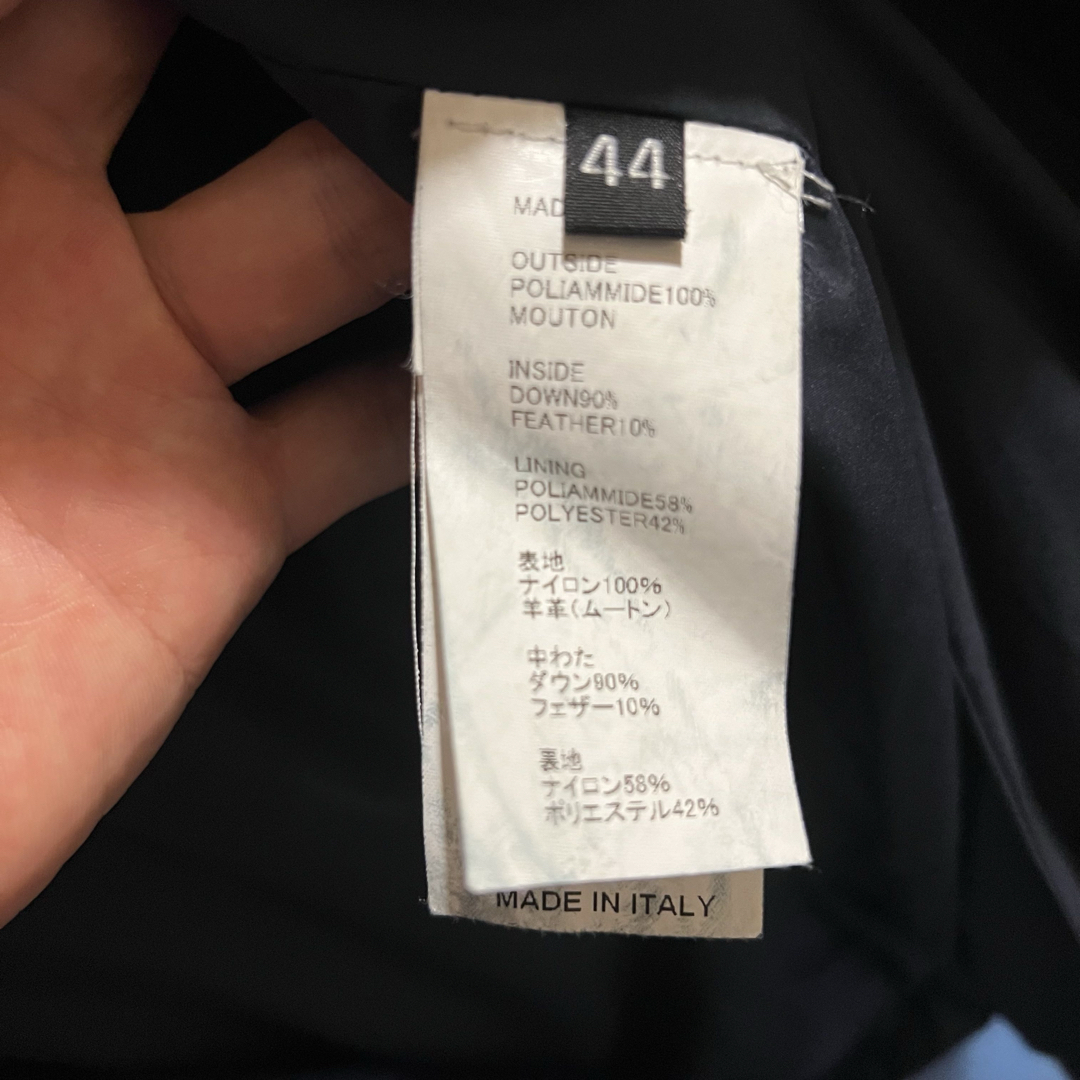 44
MAD
OUTSIDE
POLIAMMIDE100%
MOUTON
INSIDE
DOWN90%
FEATHER10%
LINING
POLIAMMIDE58%
POLYESTER42%
表地
ナイロン100%
羊革(ムートン)
中わた
ダウン90%
フェザー10%
裏地
ナイロン58%
ポリエステル42%
MADE IN ITALY